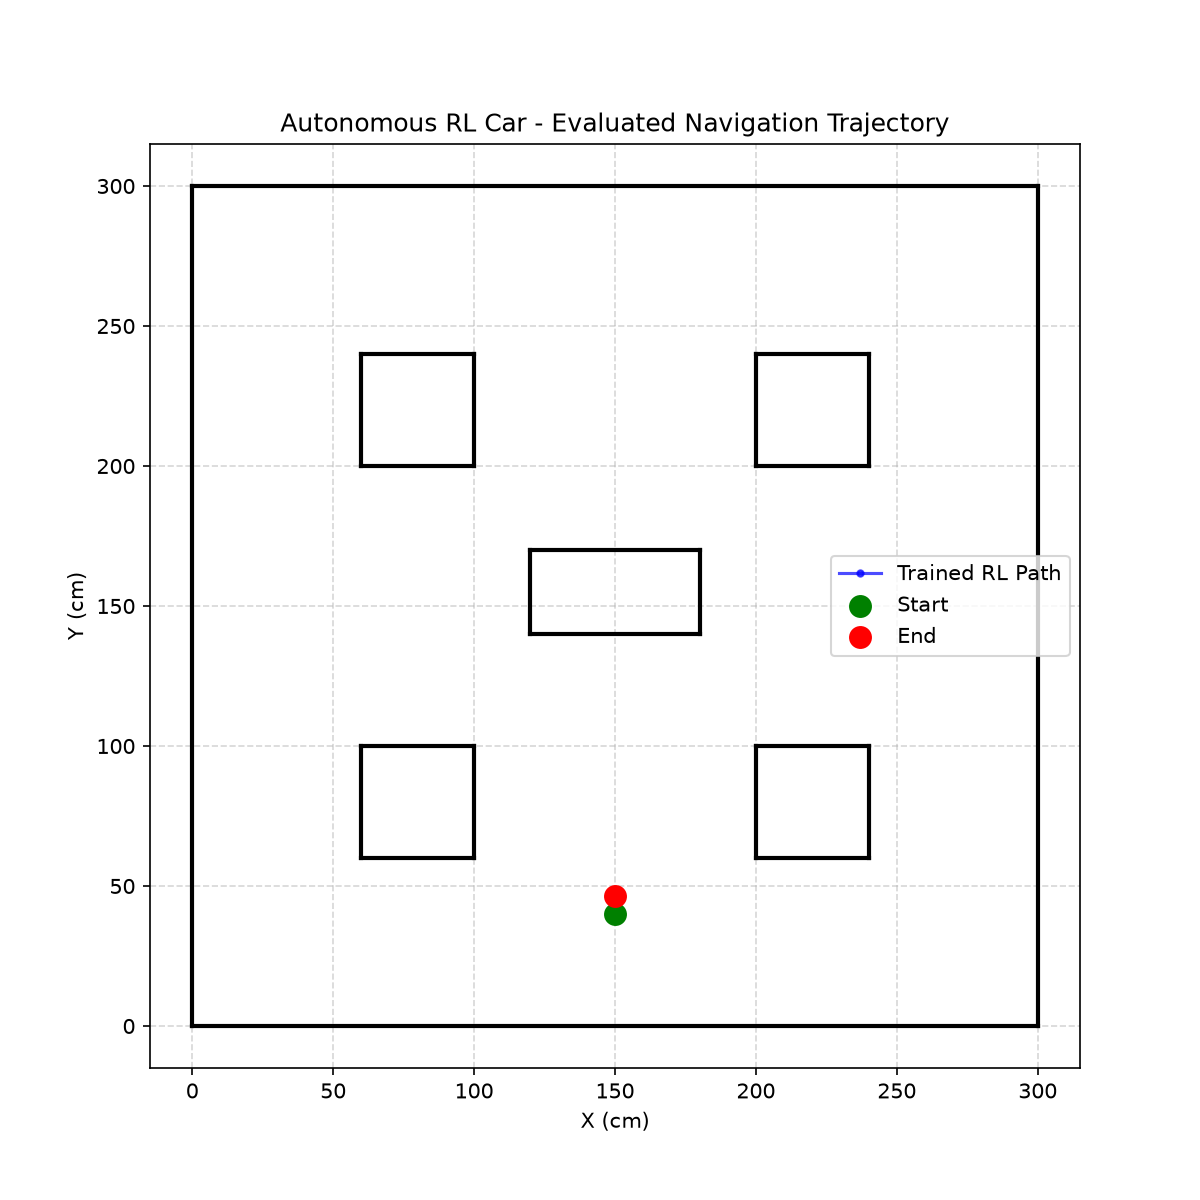 Autonomous RL Car - Evaluated Navigation Trajectory
300
250
200
150
100
50
0
Y (cm)
Trained RL Path
Start
End
0 50 100 150 200 250 300
X (cm)